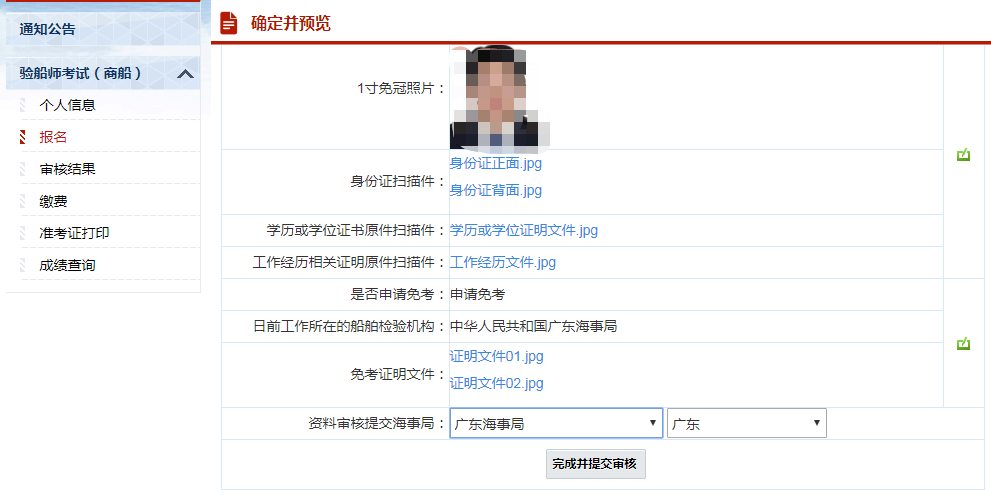 通知公告
验船师考试（商船）
个人信息
报名
审核结果
缴费
准考证打印
成绩查询
确定并预览
1寸免冠照片：
身份证扫描件：
身份证正面.jpg
身份证背面.jpg
学历或学位证书原件扫描件：学历或学位证明文件.jpg
工作经历相关证明原件扫描件：工作经历文件.jpg
是否申请免考：申请免考
日前工作所在的船舶检验机构：中华人民共和国广东海事局
免考证明文件：
证明文件01.jpg
证明文件02.jpg
资料审核提交海事局：广东海事局 广东
完成并提交审核